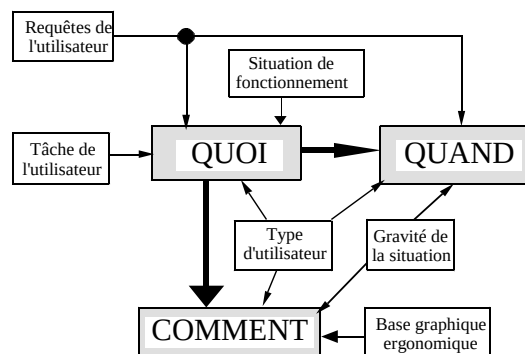 Requêtes de
l'utilisateur
Situation de
fonctionnement
Tâche de
l'utilisateur
QUOI
QUAND
Type
d'utilisateur
Gravité de
la situation
COMMENT
Base graphique
ergonomique